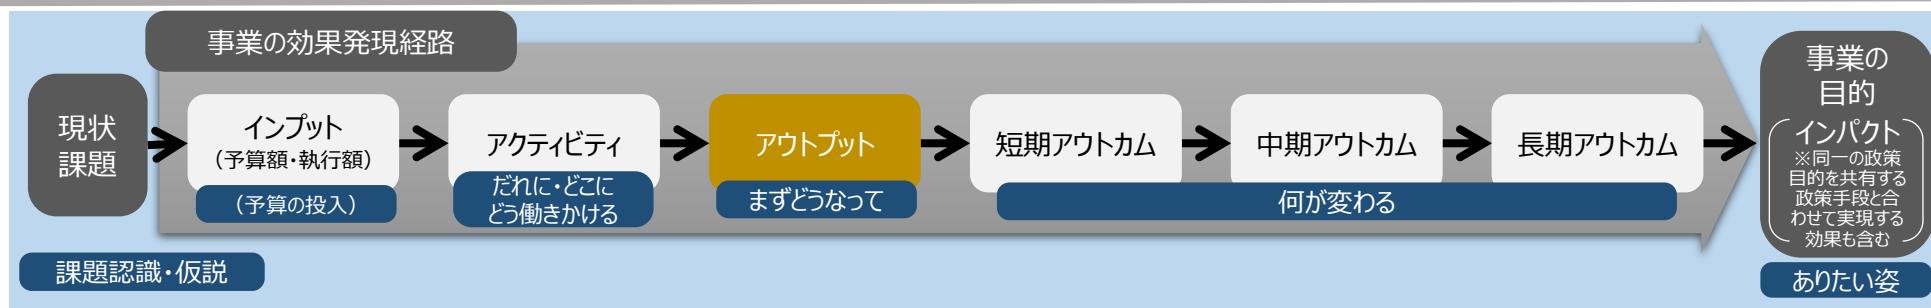 事業の効果発現経路
現状
課題
インプット
（予算額・執行額）
（予算の投入）
アクティビティ
だれに・どこに
どう働きかける
アウトプット
まずどうなって
短期アウトカム
中期アウトカム
長期アウトカム
何が変わる
事業の
目的
インパクト
※同一の政策
目的を共有する
政策手段と合
わせて実現する
効果も含む
課題認識・仮説
ありたい姿